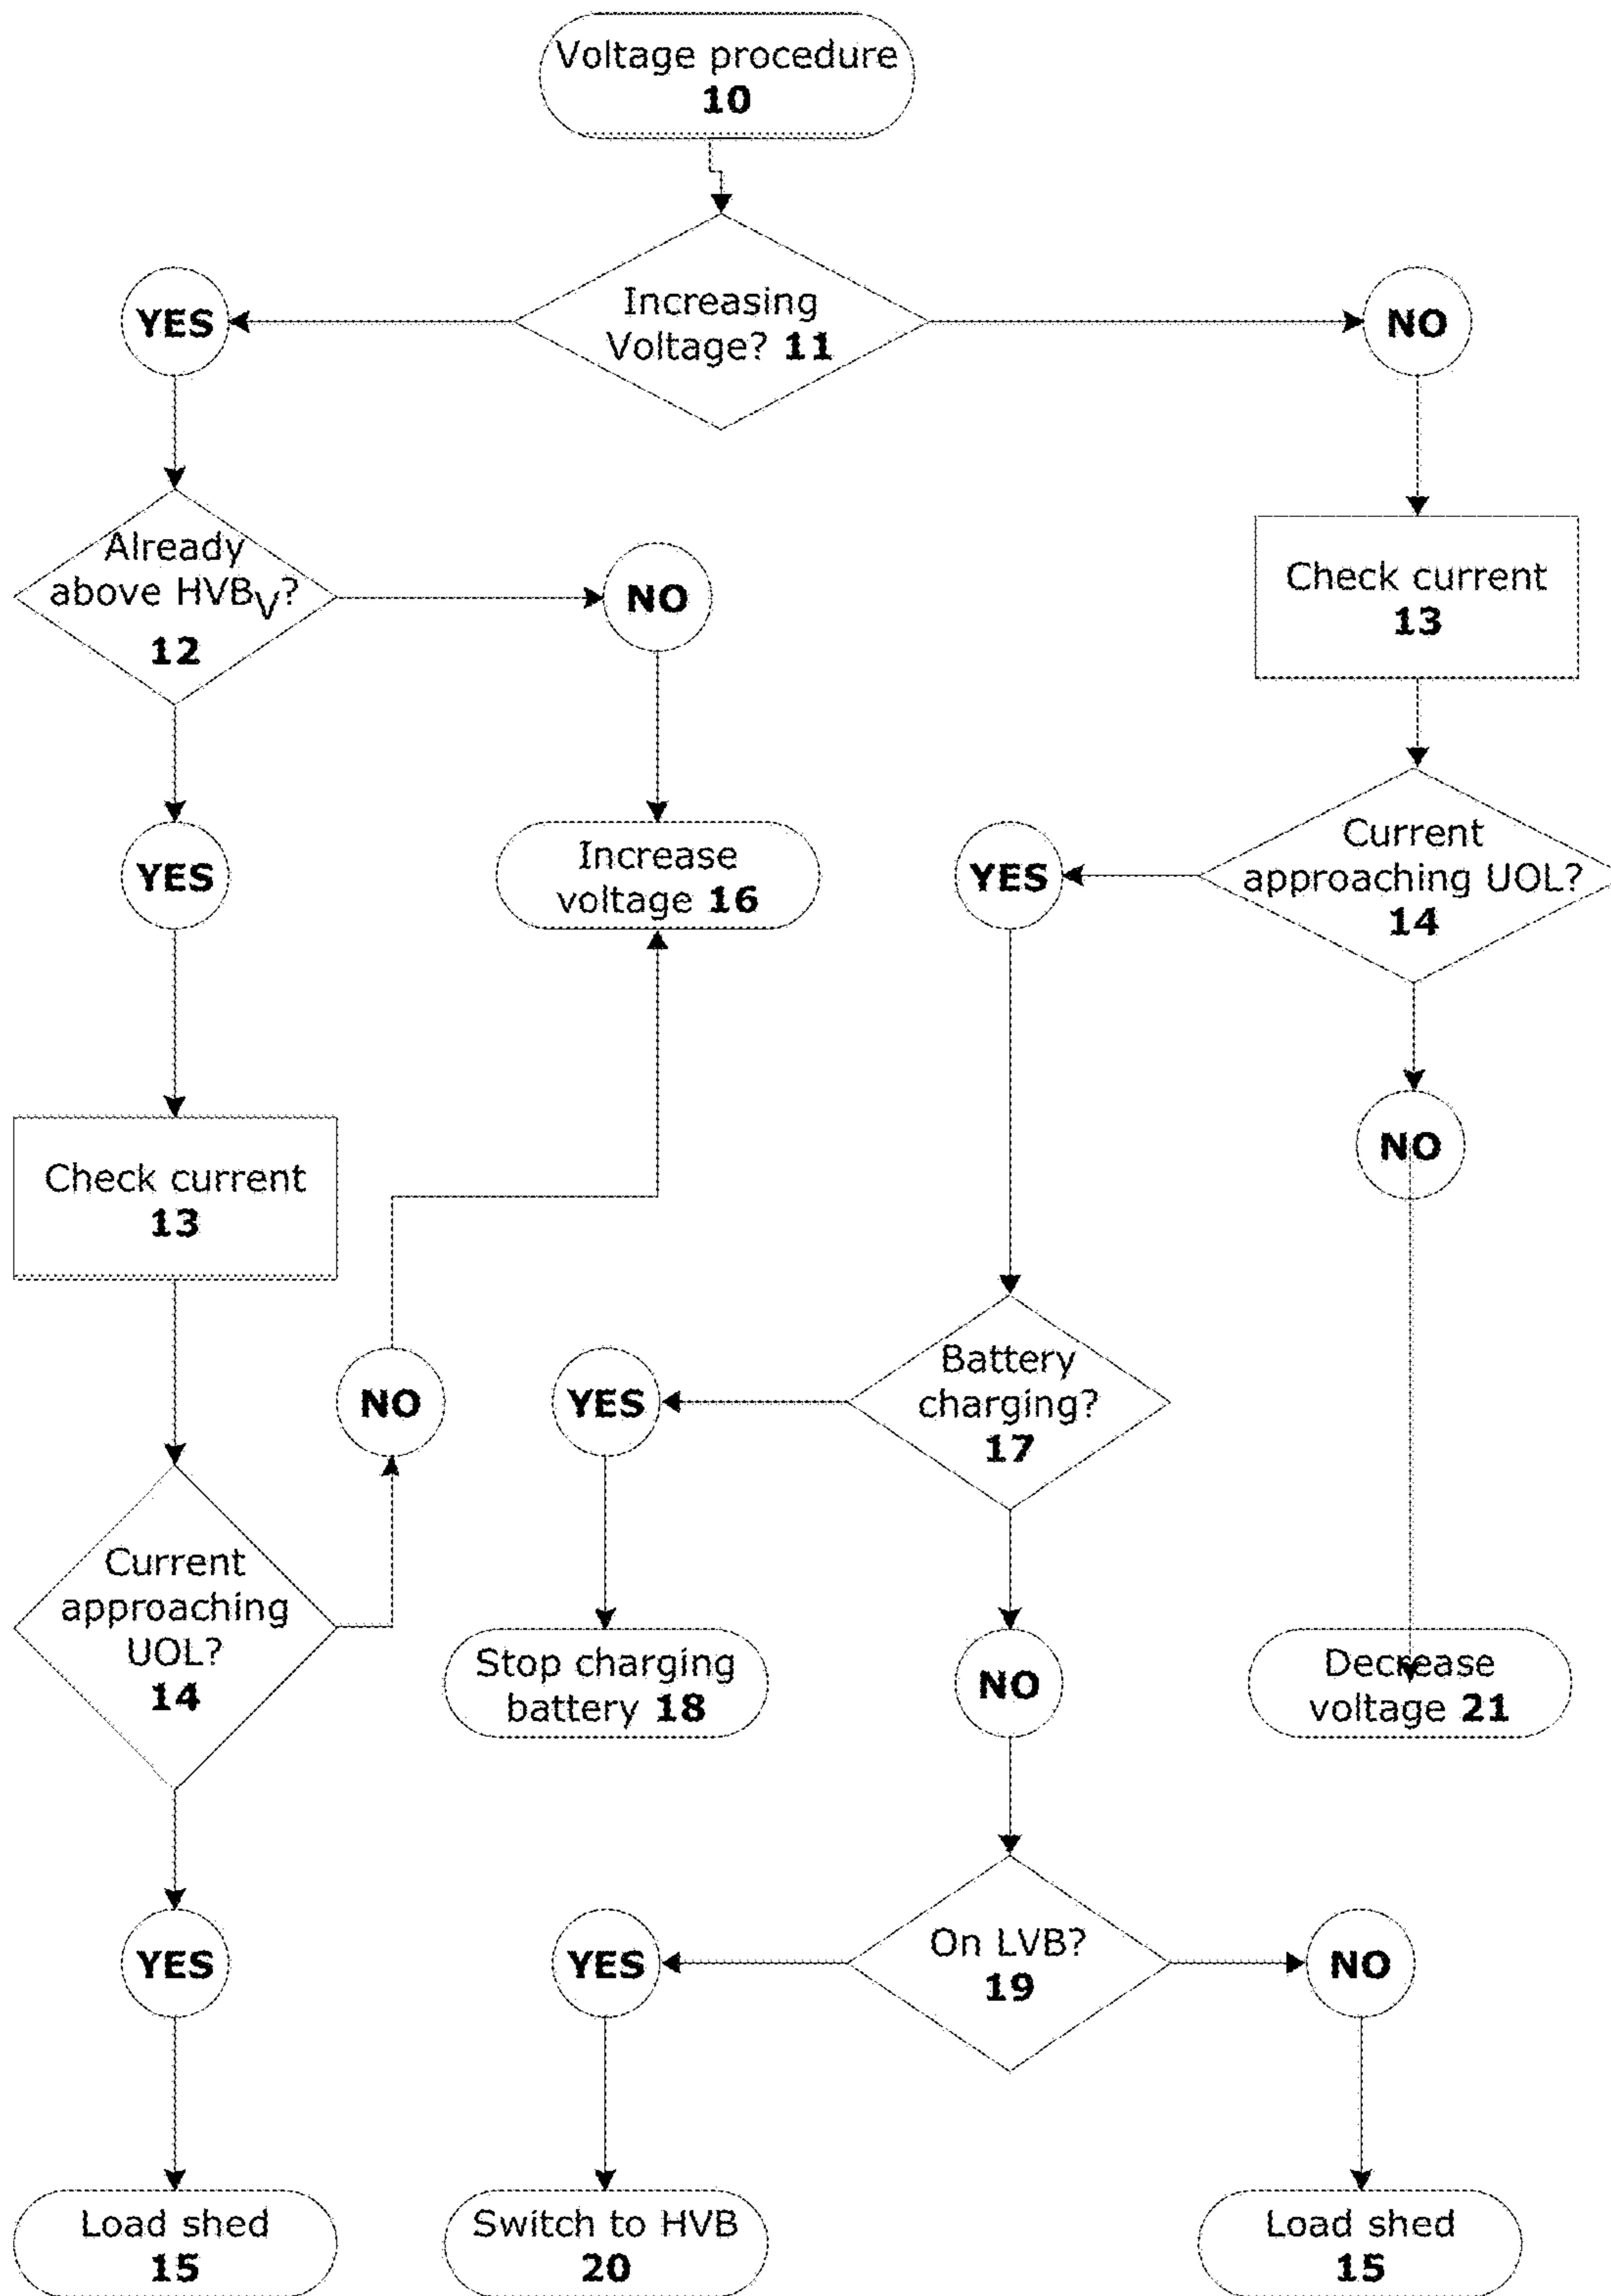 Voltage procedure
10
Increasing
Voltage? 11
YES
NO
Already
above HVBV?
12
NO
Check current
13
YES
Increase
voltage 16
YES
Current
approaching UOL?
14
NO
Check current
13
NO
YES
Battery
charging?
17
Current
approaching
UOL?
14
Stop charging
battery 18
NO
Decrease
voltage 21
YES
YES
On LVB?
19
NO
Load shed
15
Switch to HVB
20
Load shed
15